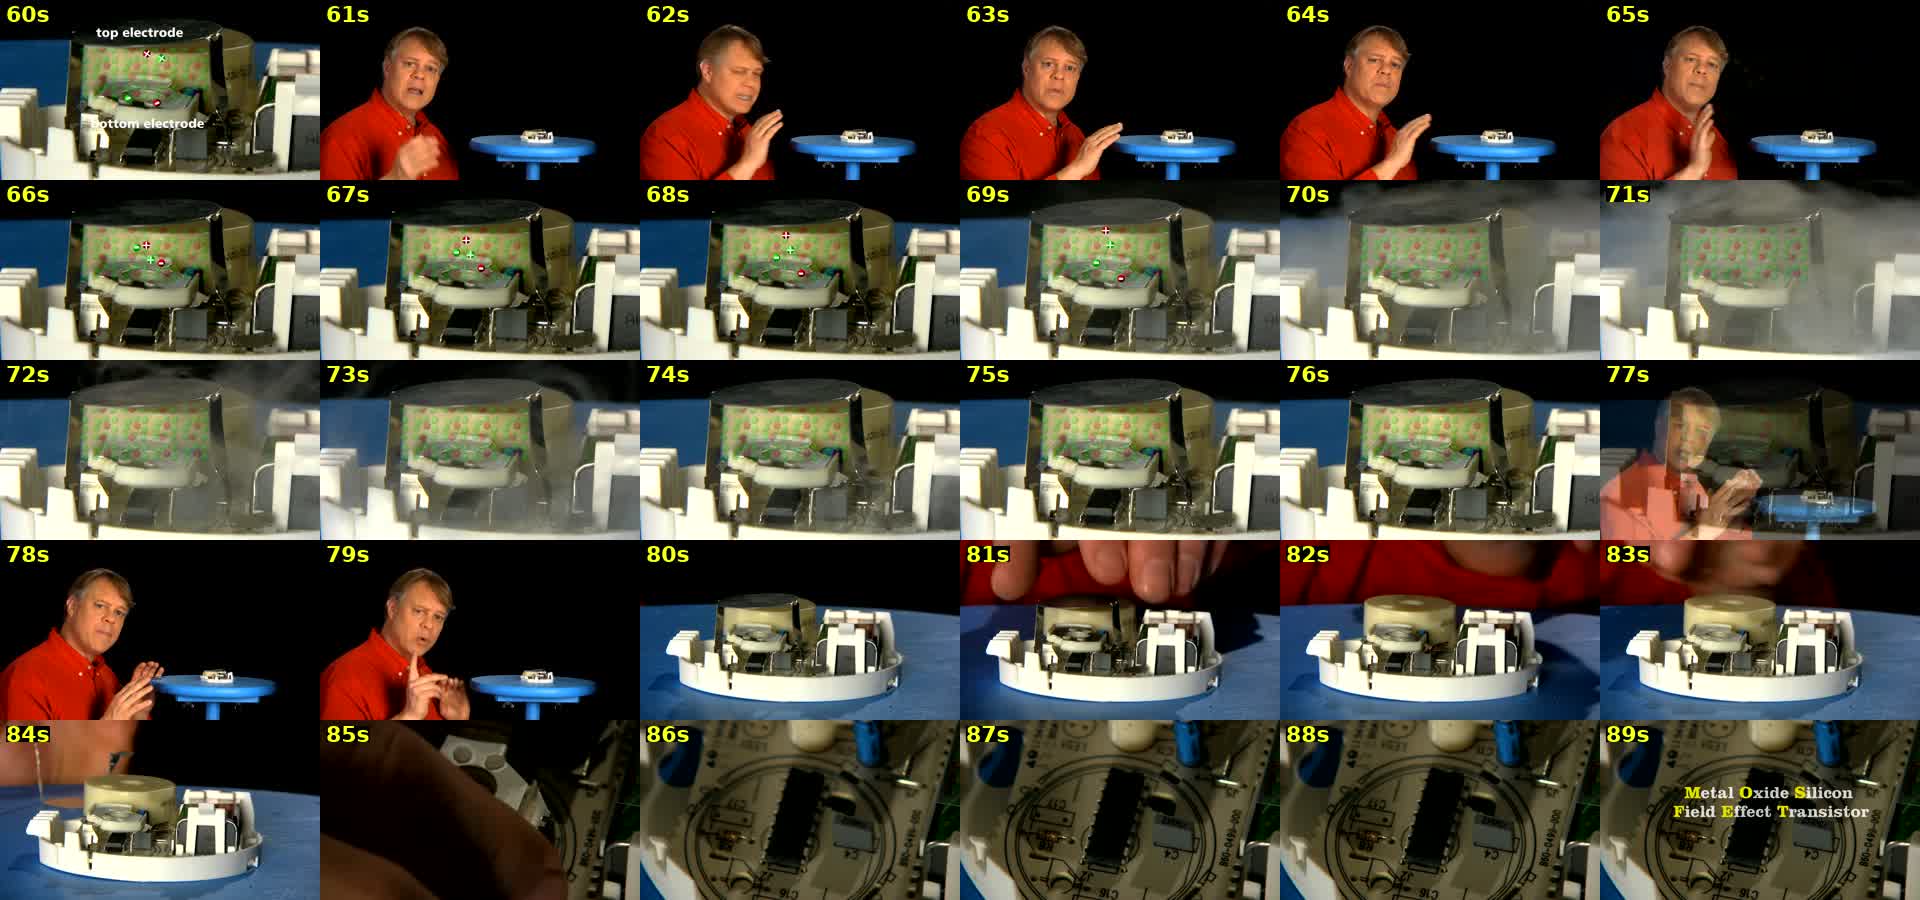 60s
top electrode
bottom electrode
61s
62s
63s
64s
65s
66s
67s
68s
69s
70s
71s
72s
73s
74s
75s
76s
77s
78s
79s
80s
81s
82s
83s
84s
85s
86s
87s
88s
89s
Metal Oxide Silicon
Field Effect Transistor